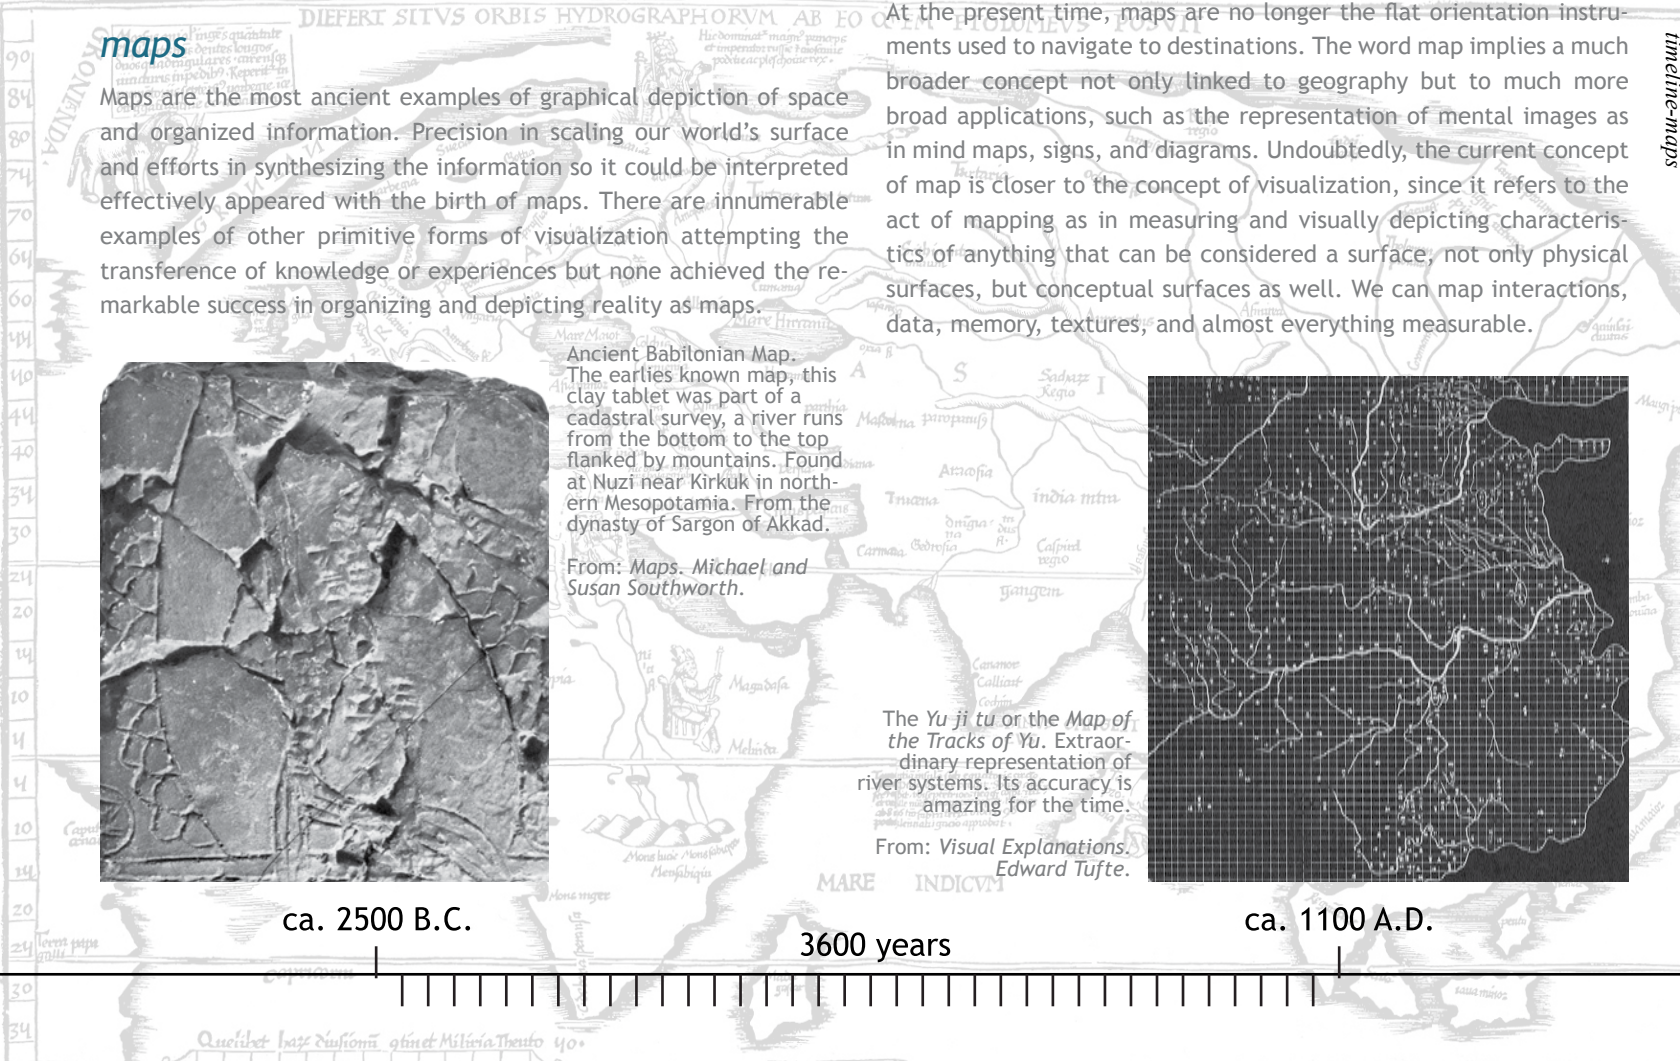 DIEFERT SITVS ORBIS HYDROGRAPHORVM AB EO
maps
Maps are the most ancient examples of graphical depiction of space
and organized information. Precision in scaling our world’s surface
and efforts in synthesizing the information so it could be interpreted
effectively appeared with the birth of maps. There are innumerable
examples of other primitive forms of visualization attempting the
transference of knowledge or experiences but none achieved the re-
markable success in organizing and depicting reality as maps.
At the present time, maps are no longer the flat orientation instru-
ments used to navigate to destinations. The word map implies a much
broader concept not only linked to geography but to much more
broad applications, such as the representation of mental images as
in mind maps, signs, and diagrams. Undoubtedly, the current concept
of map is closer to the concept of visualization, since it refers to the
act of mapping as in measuring and visually depicting characteris-
tics of anything that can be considered a surface, not only physical
surfaces, but conceptual surfaces as well. We can map interactions,
data, memory, textures, and almost everything measurable.
timeline-maps
Ancient Babilonian Map.
The earlies known map, this
clay tablet was part of a
cadastral survey, a river runs
from the bottom to the top
flanked by mountains. Found
at Nuzi near Kirkuk in north-
ern Mesopotamia. From the
dynasty of Sargon of Akkad.
From: Maps. Michael and
Susan Southworth.
The Yu ji tu or the Map of
the Tracks of Yu. Extraor-
dinary representation of
river systems. Its accuracy is
amazing for the time.
From: Visual Explanations.
Edward Tufte.
MARE INDICVM
ca. 2500 B.C.
3600 years
ca. 1100 A.D.